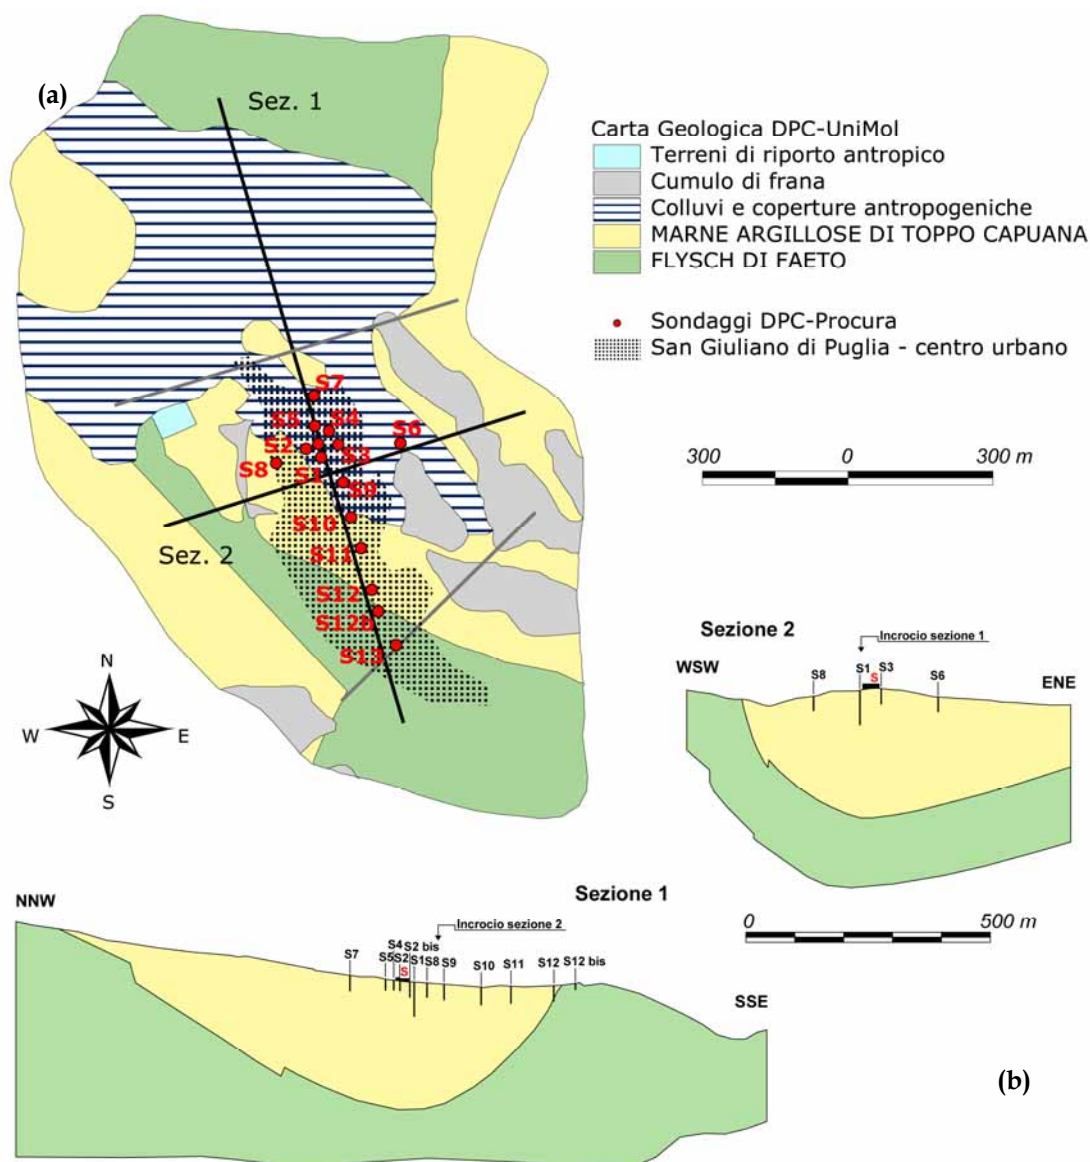 (a)
Sez. 1
Carta Geologica DPC-UniMol
Terreni di riporto antropico
Cumulo di frana
Colluvi e coperture antropogeniche
MARNE ARGILLOSE DI TOPPO CAPUANA
FLYSCH DI FAETO
Sondaggi DPC-Procura
San Giuliano di Puglia - centro urbano
S7
S5
S4
S2
S3
S6
S8
S1
S9
S10
S11
S12
S12b
S13
Sez. 2
300
0
300 m
N
W
E
S
Sezione 2
Incrocio sezione 1
WSW
ENE
S8
S1
S
S3
S6
Sezione 1
NNW
Incrocio sezione 2
S7
S5
S4
S2
S
S2 bis
S1
S8
S9
S10
S11
S12
S12 bis
SSE
0
500 m
(b)